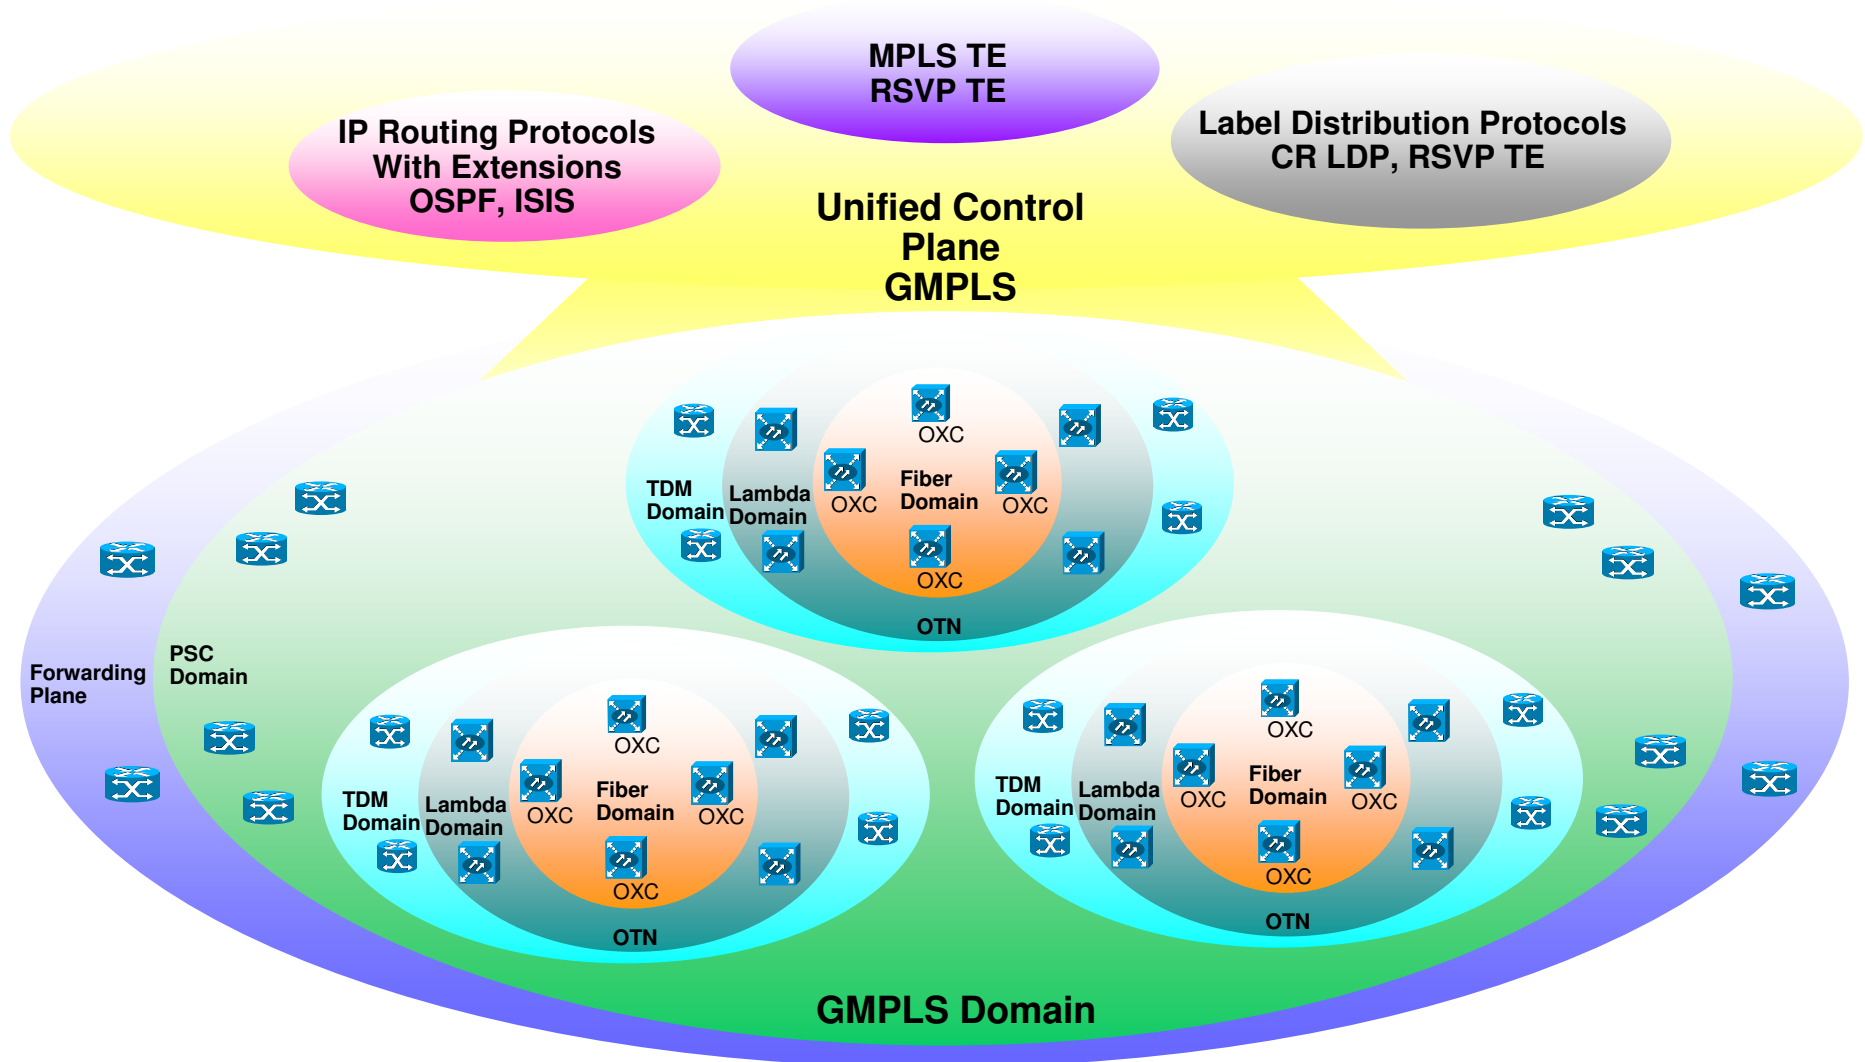 MPLS TE
RSVP TE
IP Routing Protocols
With Extensions
OSPF, ISIS
Label Distribution Protocols
CR LDP, RSVP TE
Unified Control
Plane
GMPLS
OXC
TDM
Domain
Lambda
Domain
OXC
Fiber
Domain
OXC
OXC
OTN
Forwarding
Plane
PSC
Domain
OXC
TDM
Domain
Lambda
Domain
OXC
Fiber
Domain
OXC
OXC
OTN
OXC
TDM
Domain
Lambda
Domain
OXC
Fiber
Domain
OXC
OXC
OTN
GMPLS Domain